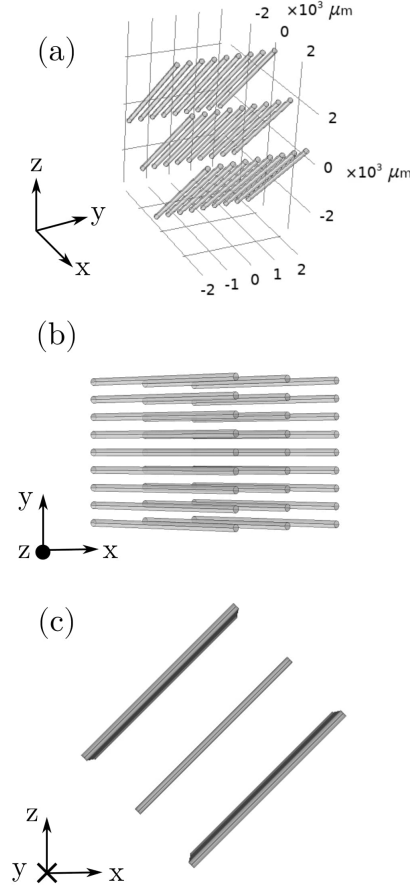 (a)
-2 ×10³ μm
0
2
2
0 ×10³ μm
-2
-2 -1 0 1 2
z
y
x
(b)
y
z x
(c)
z
y x